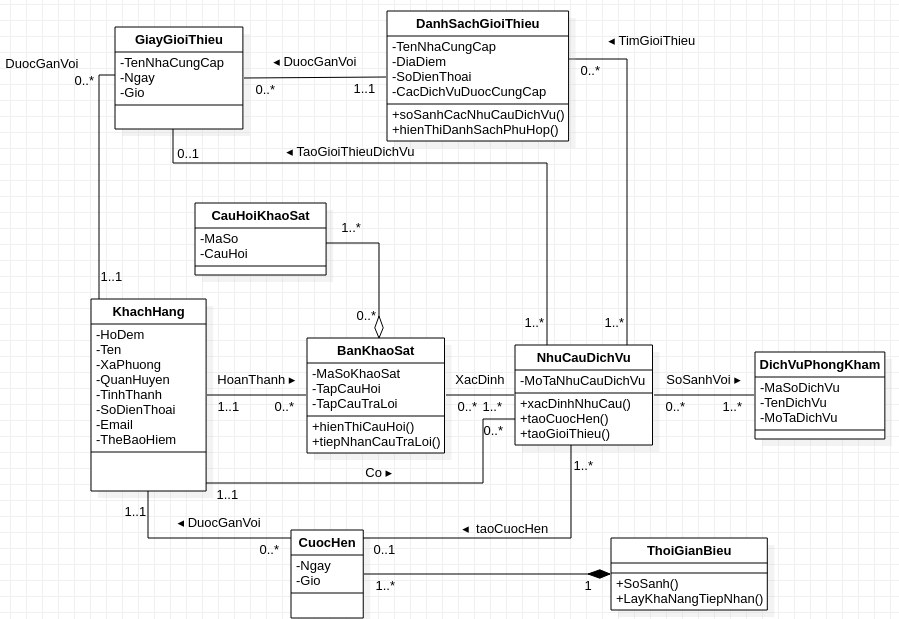 DanhSachGioiThieu
-TenNhaCungCap
-DiaDiem
-SoDienThoai
-CacDichVuDuocCungCap
+soSanhCacNhuCauDichVu()
+hienThiDanhSachPhuHop()
GiayGioiThieu
-TenNhaCungCap
-Ngay
-Gio
◄ TimGioiThieu
0..*
DuocGanVoi
0..*
◄ DuocGanVoi
0..*
1..1
0..1
◄ TaoGioiThieuDichVu
CauHoiKhaoSat
-MaSo
-CauHoi
1..*
0..*
1..1
1..*
1..*
KhachHang
-HoDem
-Ten
-XaPhuong
-QuanHuyen
-TinhThanh
-SoDienThoai
-Email
-TheBaoHiem
HoanThanh ►
1..1
0..*
BanKhaoSat
-MaSoKhaoSat
-TapCauHoi
-TapCauTraLoi
+hienThiCauHoi()
+tiepNhanCauTraLoi()
XacDinh
0..*
1..*
NhuCauDichVu
-MoTaNhuCauDichVu
+xacDinhNhuCau()
+taoCuocHen()
+taoGioiThieu()
SoSanhVoi ►
0..*
1..*
DichVuPhongKham
-MaSoDichVu
-TenDichVu
-MoTaDichVu
0..*
Co ►
1..1
1..*
1..1
◄ DuocGanVoi
0..*
◄ taoCuocHen
0..1
CuocHen
-Ngay
-Gio
1..*
1
ThoiGianBieu
+SoSanh()
+LayKhaNangTiepNhan()